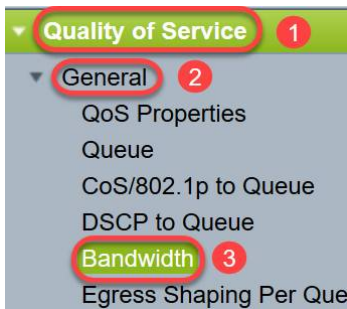 Quality of Service 1
General 2
QoS Properties
Queue
CoS/802.1p to Queue
DSCP to Queue
Bandwidth 3
Egress Shaping Per Que